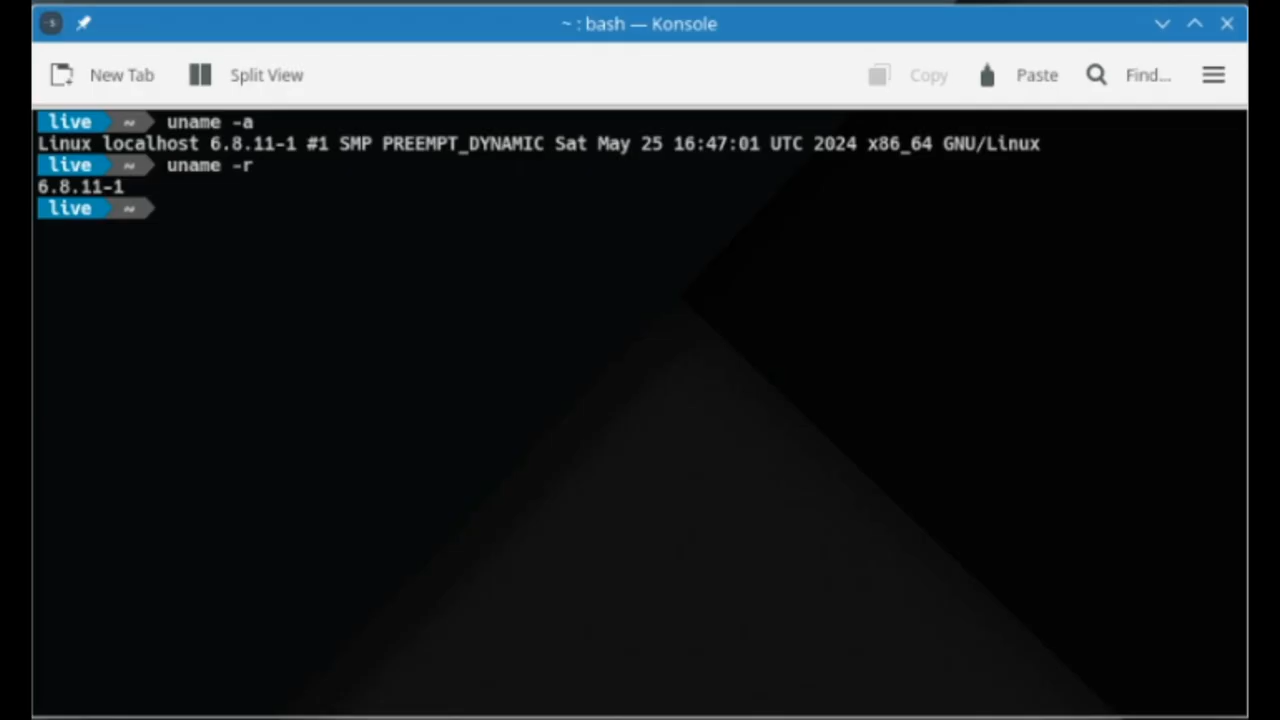 ~ : bash — Konsole
New Tab Split View Copy Paste Find...
live ~ uname -a
Linux localhost 6.8.11-1 #1 SMP PREEMPT_DYNAMIC Sat May 25 16:47:01 UTC 2024 x86_64 GNU/Linux
live ~ uname -r
6.8.11-1
live ~